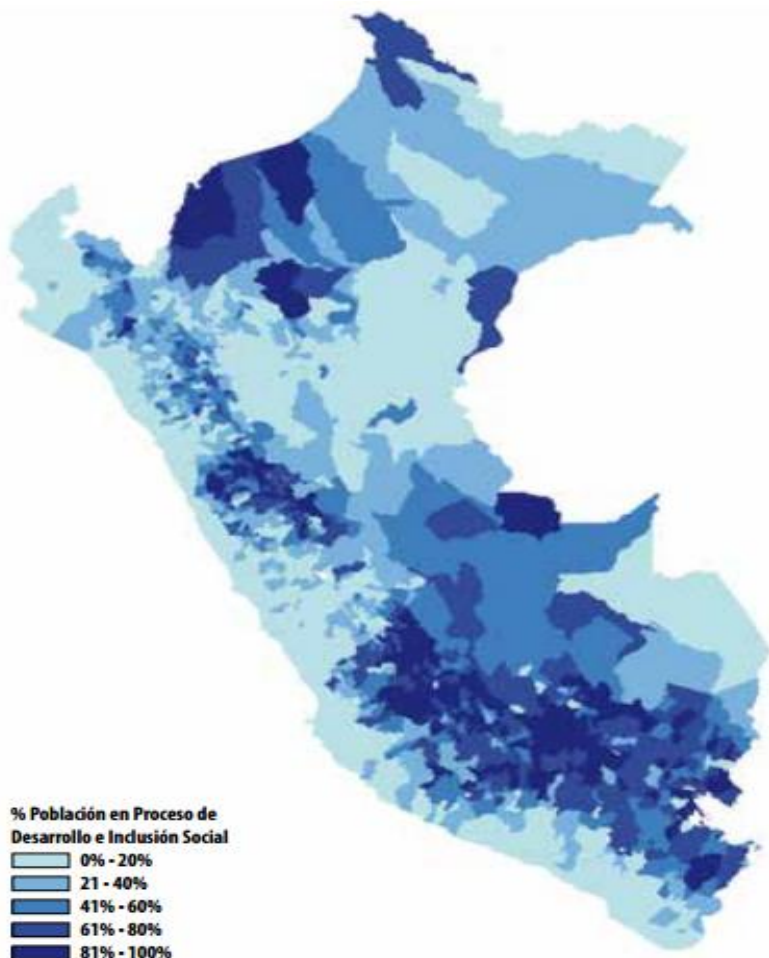 % Población en Proceso de
Desarrollo e Inclusión Social
0% - 20%
21 - 40%
41% - 60%
61% - 80%
81% - 100%